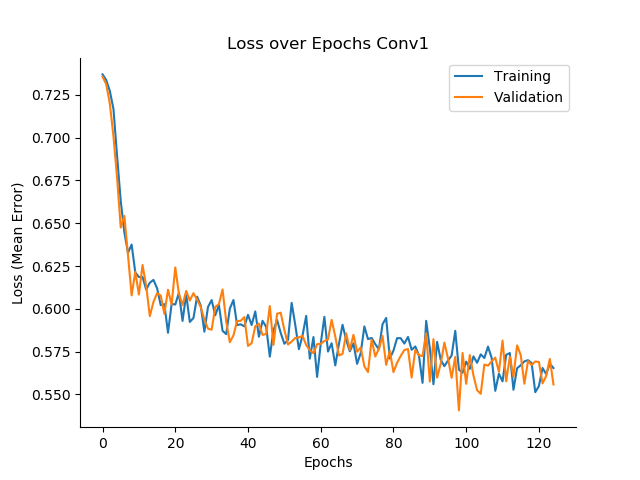 Loss over Epochs Conv1
Training
Validation
Loss (Mean Error)
0.725
0.700
0.675
0.650
0.625
0.600
0.575
0.550
0 20 40 60 80 100 120
Epochs